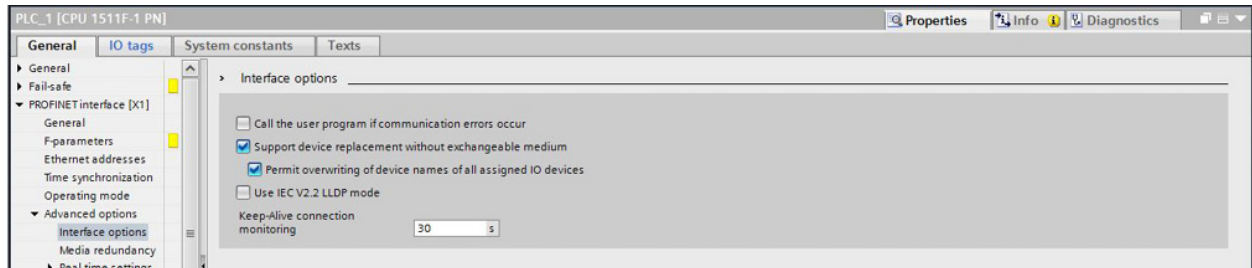 PLC_1 [CPU 1511F-1 PN]
Properties Info Diagnostics
General IO tags System constants Texts
General
Fail-safe
PROFINET interface [X1]
General
F-parameters
Ethernet addresses
Time synchronization
Operating mode
Advanced options
Interface options
Media redundancy
Real time settings
Interface options
Call the user program if communication errors occur
Support device replacement without exchangeable medium
Permit overwriting of device names of all assigned IO devices
Use IEC V2.2 LLDP mode
Keep-Alive connection
monitoring 30 s